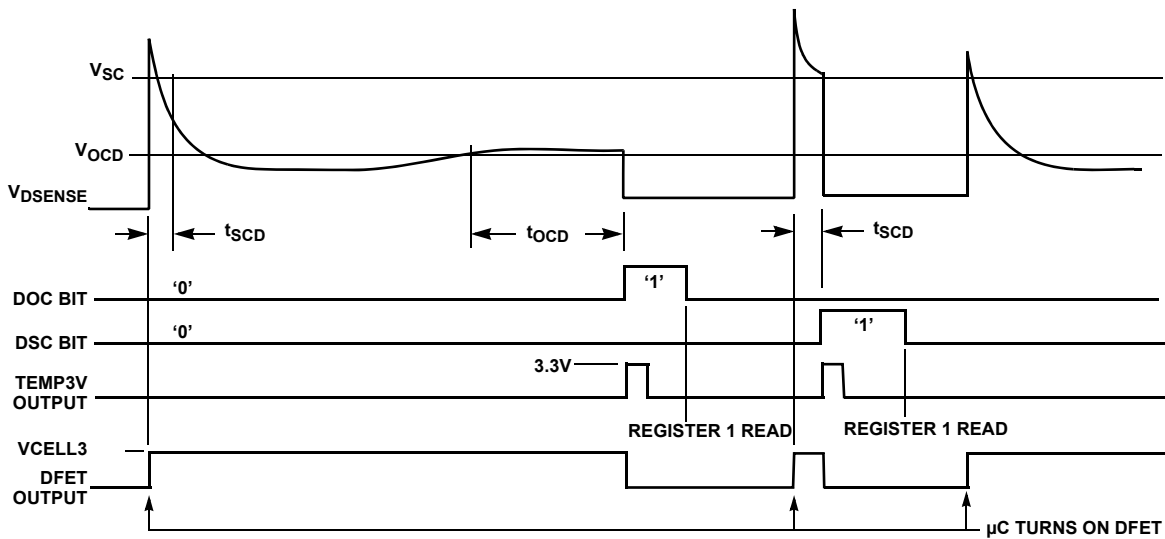 VSC
VOCD
VDSENSE
tSCD
tOCD
tSCD
DOC BIT
‘0’
‘1’
DSC BIT
‘0’
‘1’
3.3V
TEMP3V
OUTPUT
REGISTER 1 READ
REGISTER 1 READ
VCELL3
DFET
OUTPUT
µC TURNS ON DFET